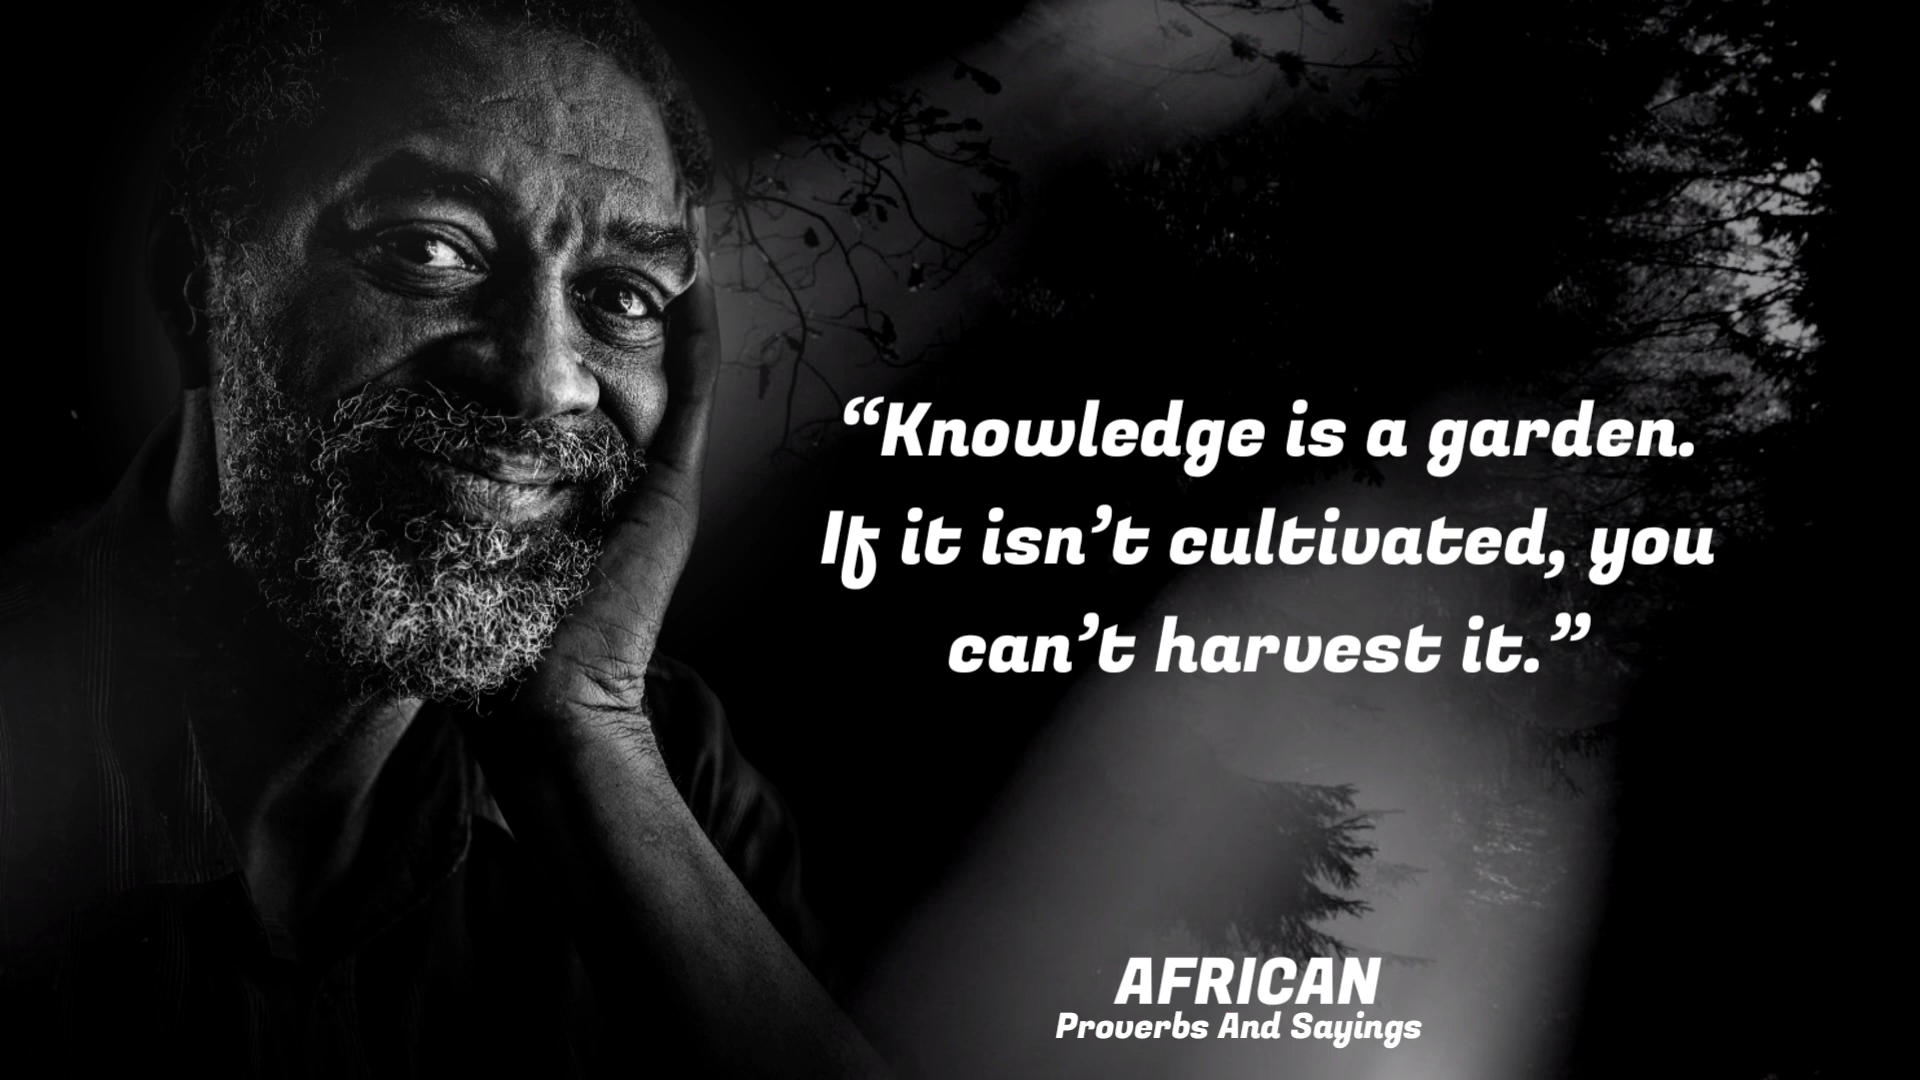 “Knowledge is a garden.
If it isn’t cultivated, you
can’t harvest it.”
AFRICAN
Proverbs And Sayings